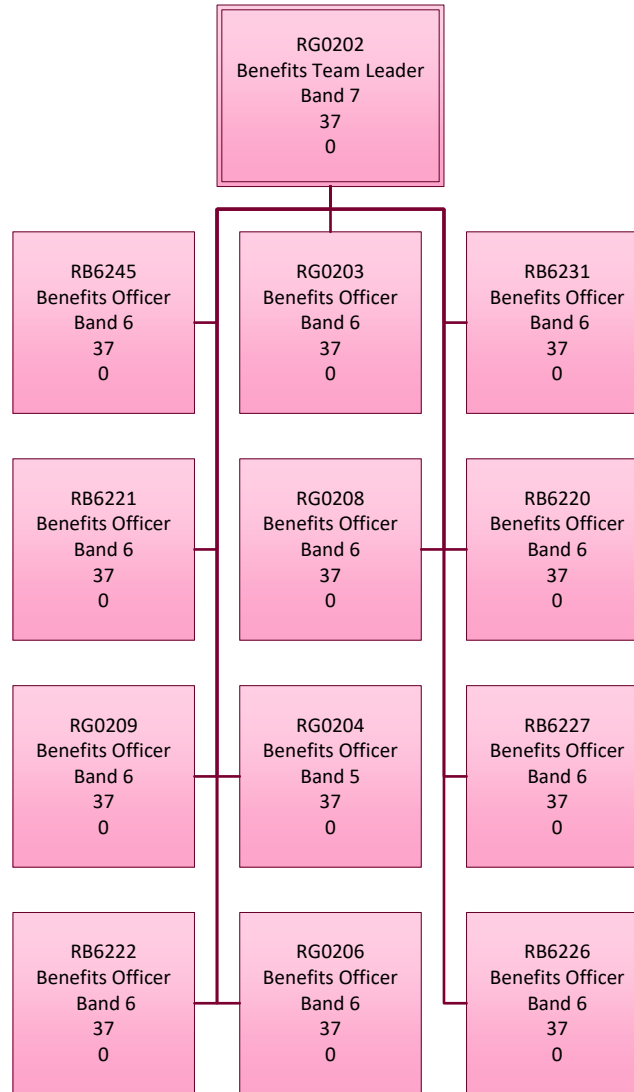 RG0202
Benefits Team Leader
Band 7
37
0
RB6245
Benefits Officer
Band 6
37
0
RG0203
Benefits Officer
Band 6
37
0
RB6231
Benefits Officer
Band 6
37
0
RB6221
Benefits Officer
Band 6
37
0
RG0208
Benefits Officer
Band 6
37
0
RB6220
Benefits Officer
Band 6
37
0
RG0209
Benefits Officer
Band 6
37
0
RG0204
Benefits Officer
Band 5
37
0
RB6227
Benefits Officer
Band 6
37
0
RB6222
Benefits Officer
Band 6
37
0
RG0206
Benefits Officer
Band 6
37
0
RB6226
Benefits Officer
Band 6
37
0